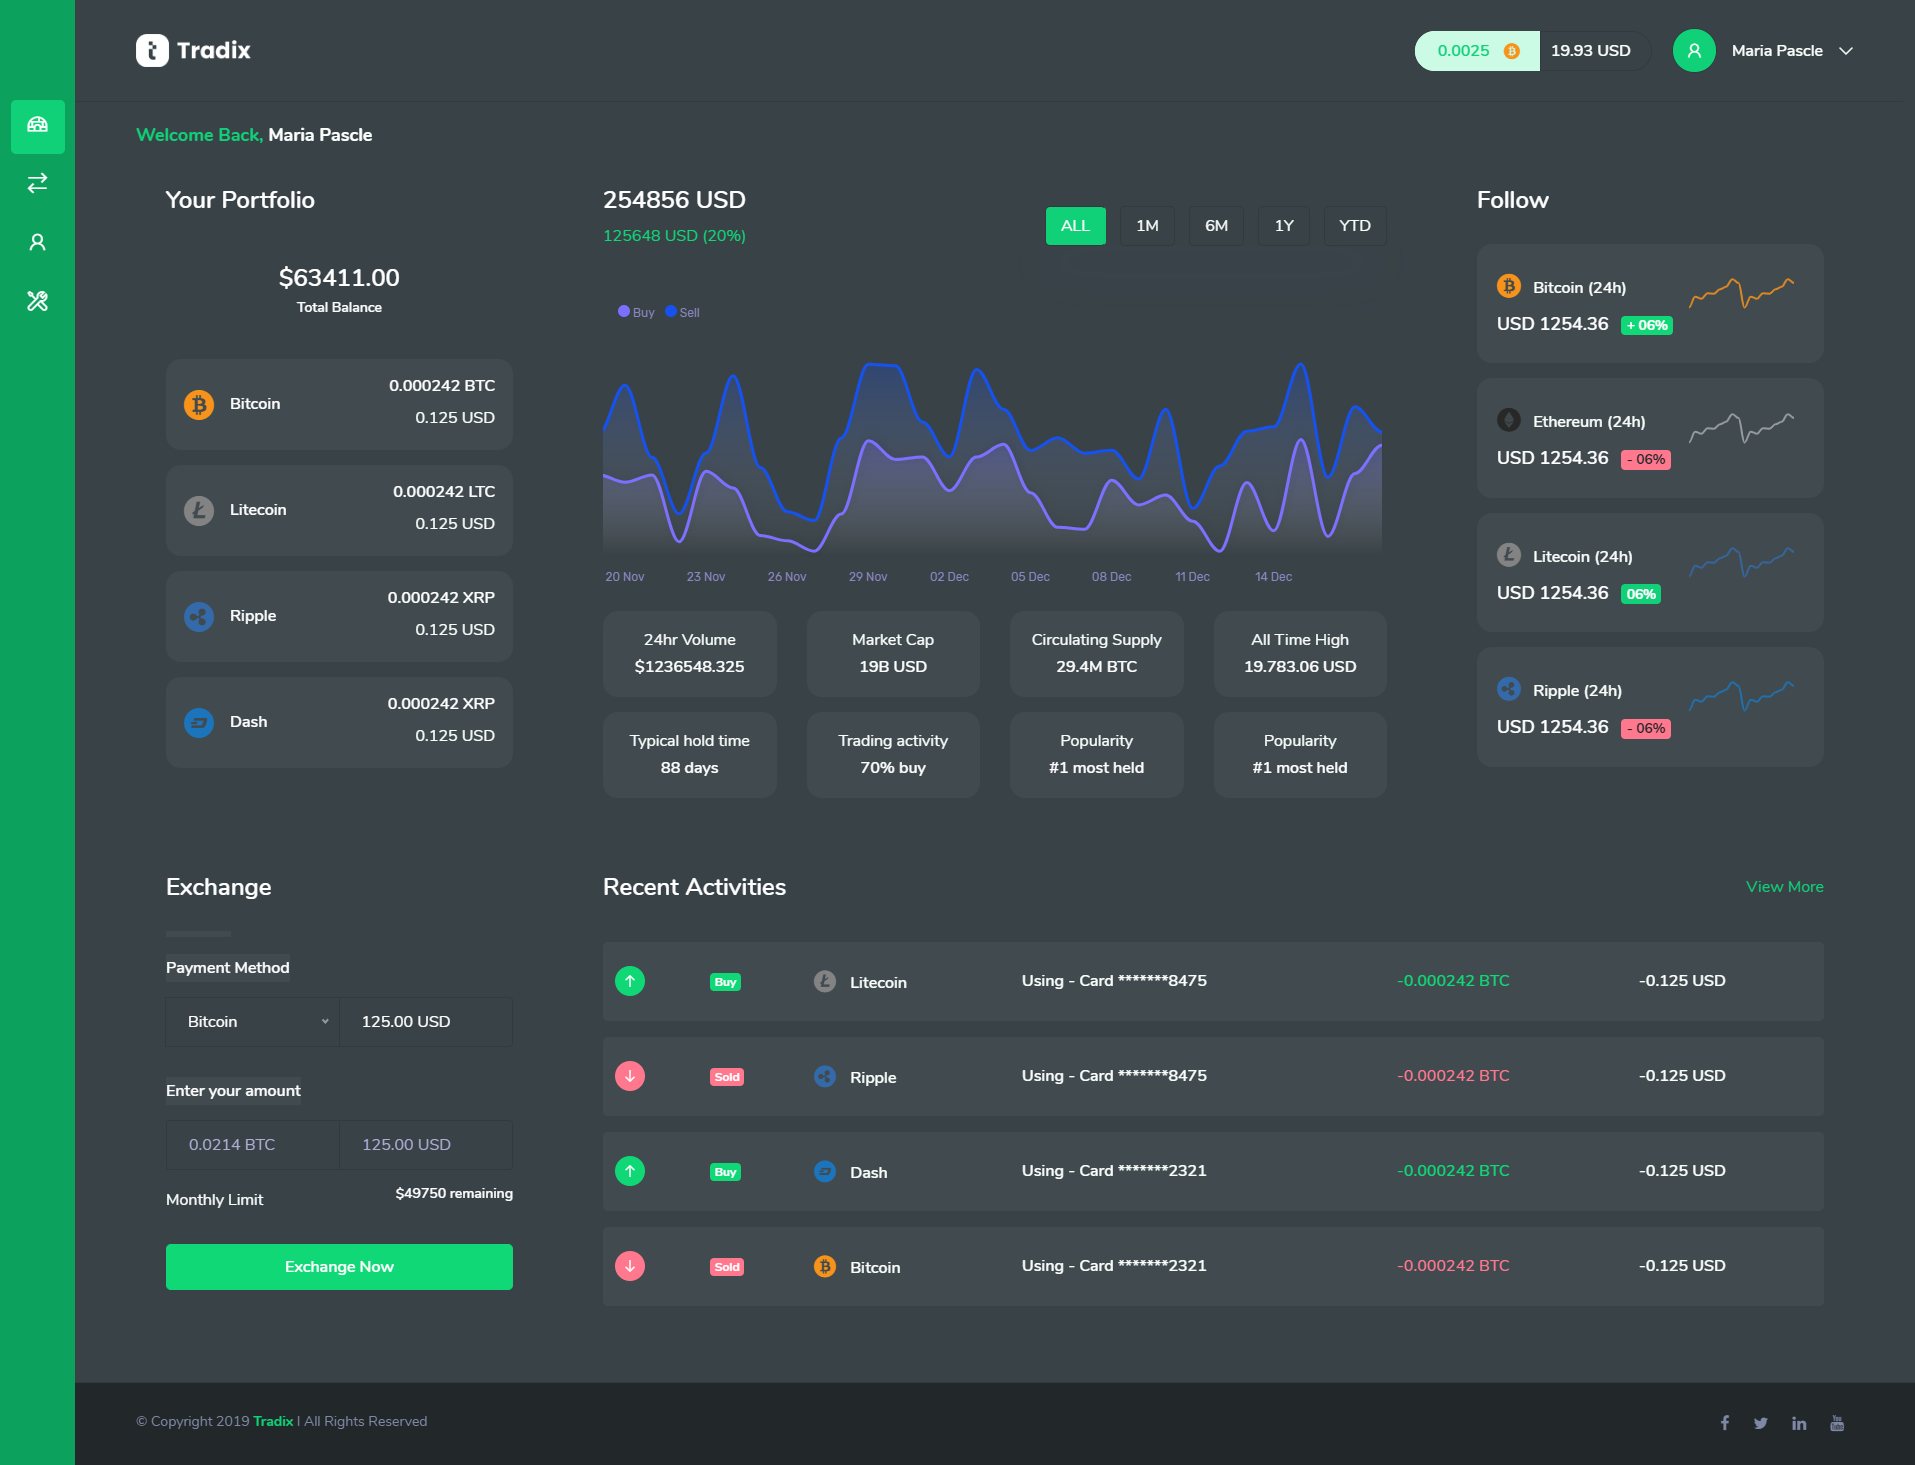 Tradix
0.0025 19.93 USD Maria Pascle
Welcome Back, Maria Pascle
Your Portfolio
$63411.00
Total Balance
Bitcoin
0.000242 BTC
0.125 USD
Litecoin
0.000242 LTC
0.125 USD
Ripple
0.000242 XRP
0.125 USD
Dash
0.000242 XRP
0.125 USD
254856 USD
125648 USD (20%)
ALL 1M 6M 1Y YTD
Buy Sell
20 Nov 23 Nov 26 Nov 29 Nov 02 Dec 05 Dec 08 Dec 11 Dec 14 Dec
24hr Volume
$1236548.325
Market Cap
19B USD
Circulating Supply
29.4M BTC
All Time High
19.783.06 USD
Typical hold time
88 days
Trading activity
70% buy
Popularity
#1 most held
Popularity
#1 most held
Follow
Bitcoin (24h)
USD 1254.36 + 06%
Ethereum (24h)
USD 1254.36 - 06%
Litecoin (24h)
USD 1254.36 06%
Ripple (24h)
USD 1254.36 - 06%
Exchange
Payment Method
Bitcoin 125.00 USD
Enter your amount
0.0214 BTC 125.00 USD
Monthly Limit $49750 remaining
Exchange Now
Recent Activities View More
Buy Litecoin Using - Card *******8475 -0.000242 BTC -0.125 USD
Sold Ripple Using - Card *******8475 -0.000242 BTC -0.125 USD
Buy Dash Using - Card *******2321 -0.000242 BTC -0.125 USD
Sold Bitcoin Using - Card *******2321 -0.000242 BTC -0.125 USD
© Copyright 2019 Tradix I All Rights Reserved